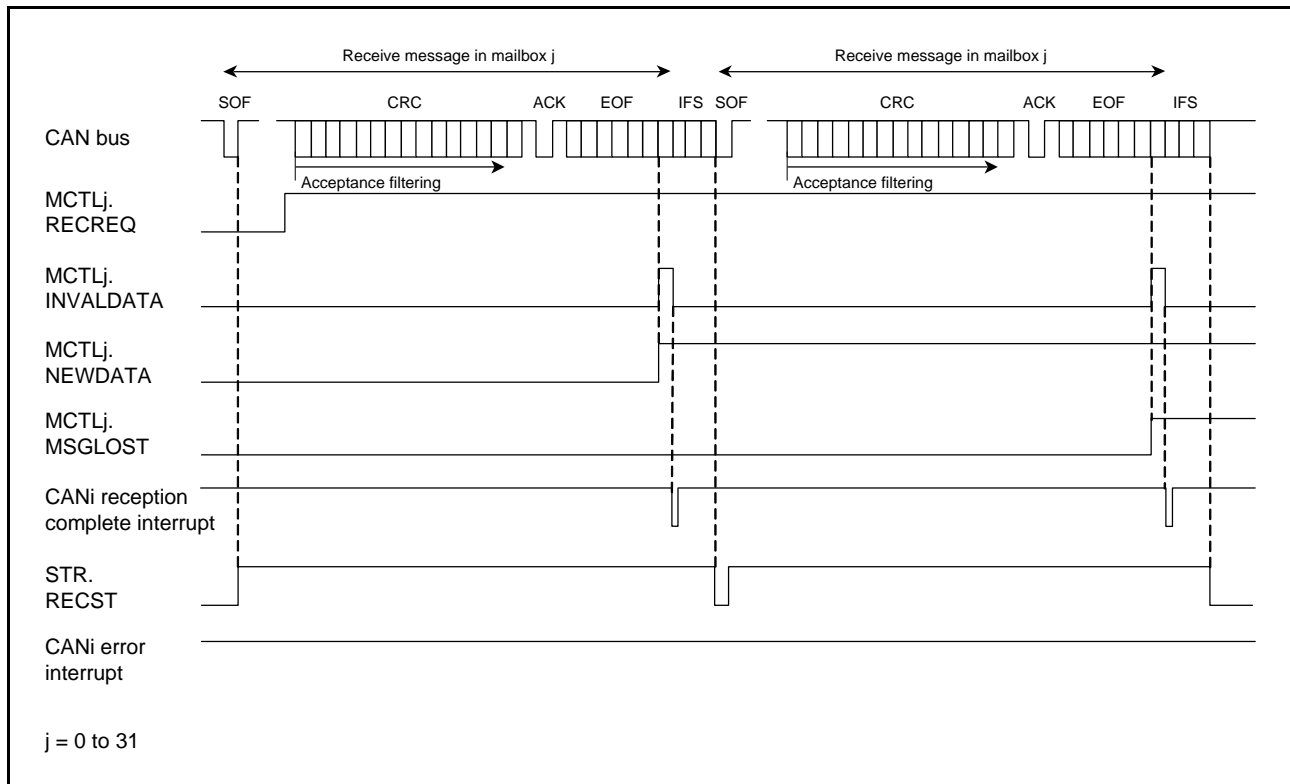 Receive message in mailbox j Receive message in mailbox j
SOF CRC ACK EOF IFS SOF CRC ACK EOF IFS
CAN bus
Acceptance filtering Acceptance filtering
MCTLj.
RECREQ
MCTLj.
INVALDATA
MCTLj.
NEWDATA
MCTLj.
MSGLOST
CANi reception
complete interrupt
STR.
RECST
CANi error
interrupt
j = 0 to 31